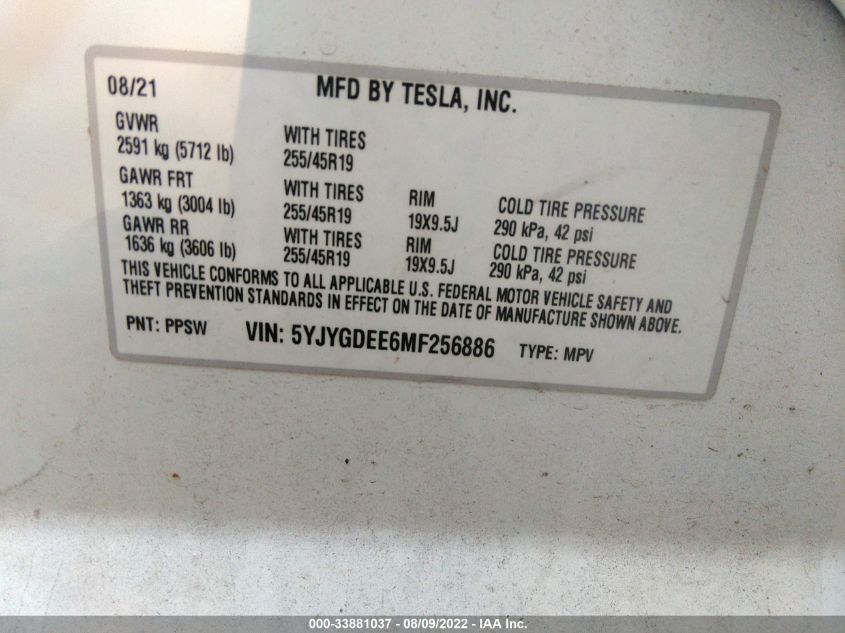 08/21 MFD BY TESLA, INC.
GVWR
2591 kg (5712 lb) WITH TIRES
255/45R19
GAWR FRT
1363 kg (3004 lb) WITH TIRES
255/45R19 RIM
19X9.5J COLD TIRE PRESSURE
290 kPa, 42 psi
GAWR RR
1636 kg (3606 lb) WITH TIRES
255/45R19 RIM
19X9.5J COLD TIRE PRESSURE
290 kPa, 42 psi
THIS VEHICLE CONFORMS TO ALL APPLICABLE U.S. FEDERAL MOTOR VEHICLE SAFETY AND
THEFT PREVENTION STANDARDS IN EFFECT ON THE DATE OF MANUFACTURE SHOWN ABOVE.
PNT: PPSW VIN: 5YJYGDEE6MF256886 TYPE: MPV
000-33881037 - 08/09/2022 - IAA Inc.